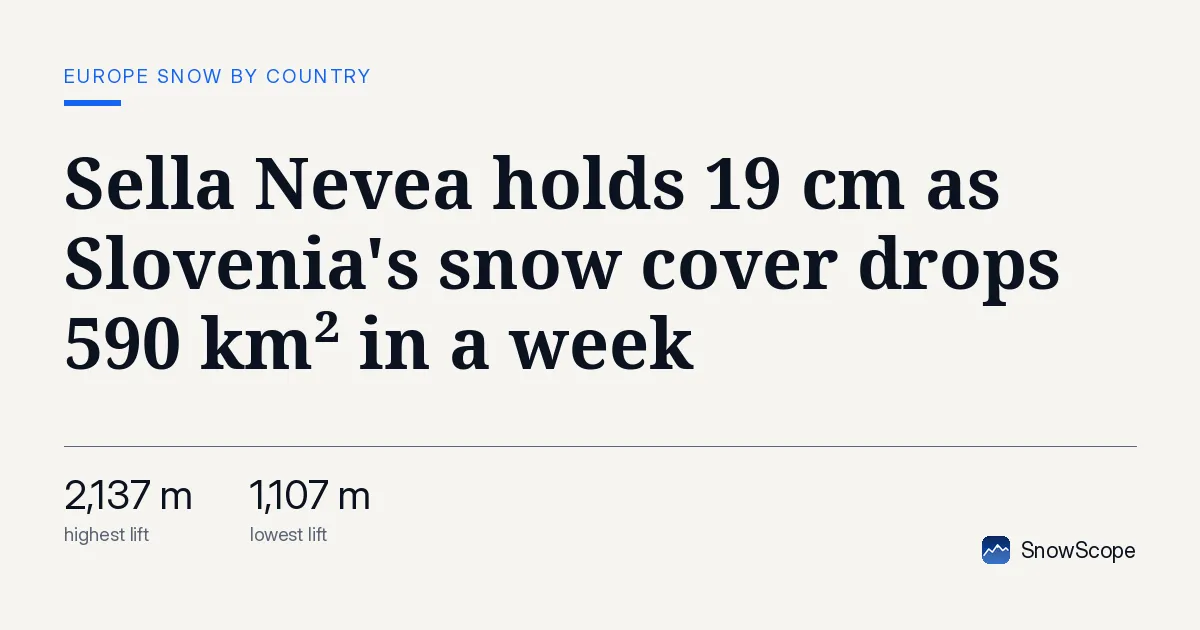 EUROPE SNOW BY COUNTRY
Sella Nevea holds 19 cm as
Slovenia's snow cover drops
590 km² in a week
2,137 m
highest lift
1,107 m
lowest lift
SnowScope